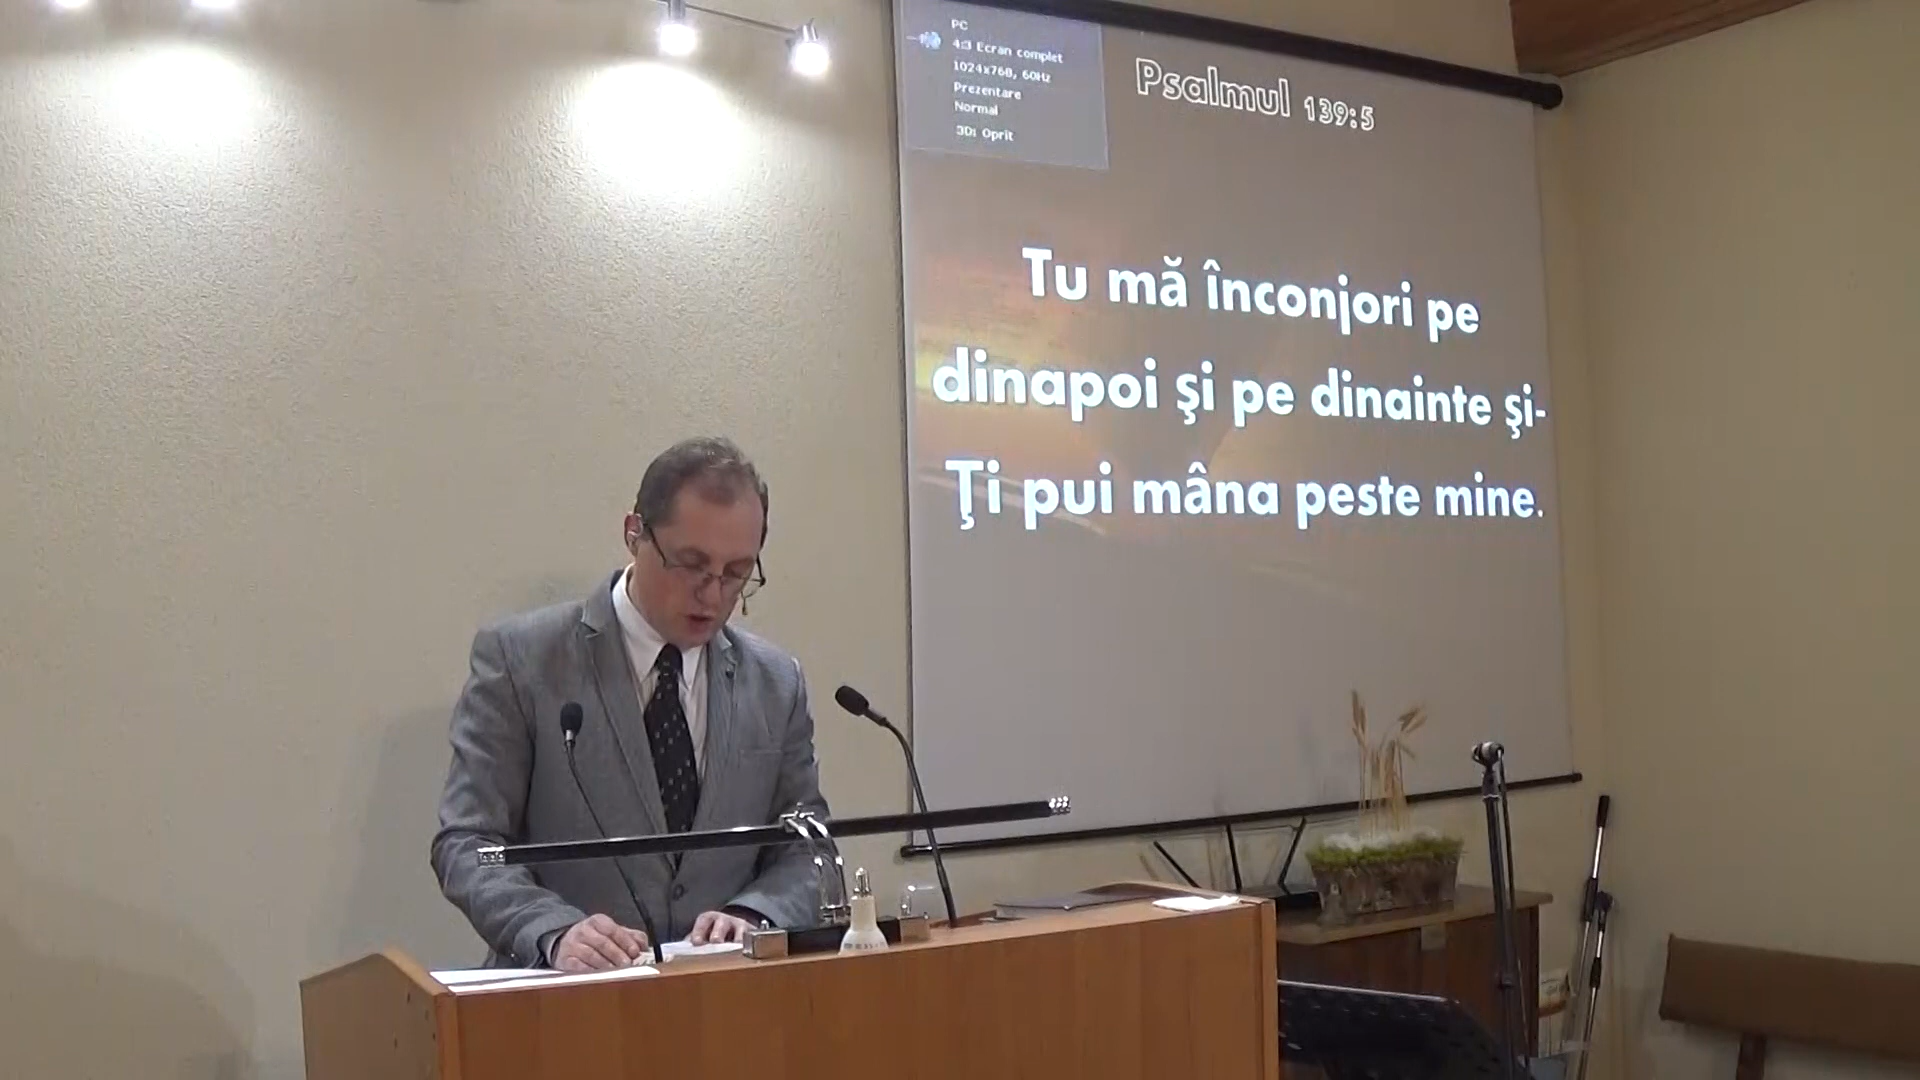 PC
4:3 Ecran complet
1024x768, 60Hz
Prezentare
Normal
3D: Oprit
Psalmul 139:5
Tu mă înconjori pe
dinapoi şi pe dinainte şi-
Ţi pui mâna peste mine.